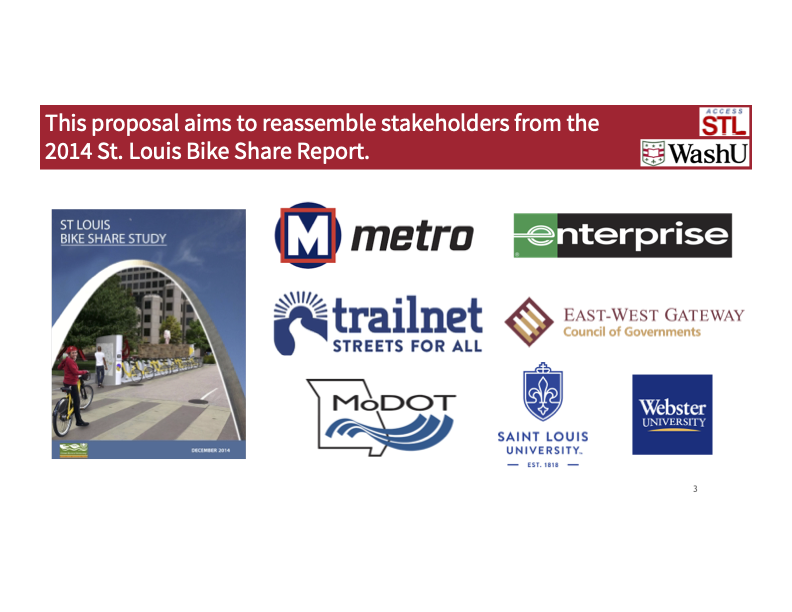 This proposal aims to reassemble stakeholders from the
2014 St. Louis Bike Share Report.
ACCESS
STL
WashU
ST LOUIS
BIKE SHARE STUDY
DECEMBER 2014
M metro
enterprise
trailnet
STREETS FOR ALL
EAST-WEST GATEWAY
Council of Governments
MoDOT
SAINT LOUIS
UNIVERSITY™
EST. 1818
Webster
UNIVERSITY
3